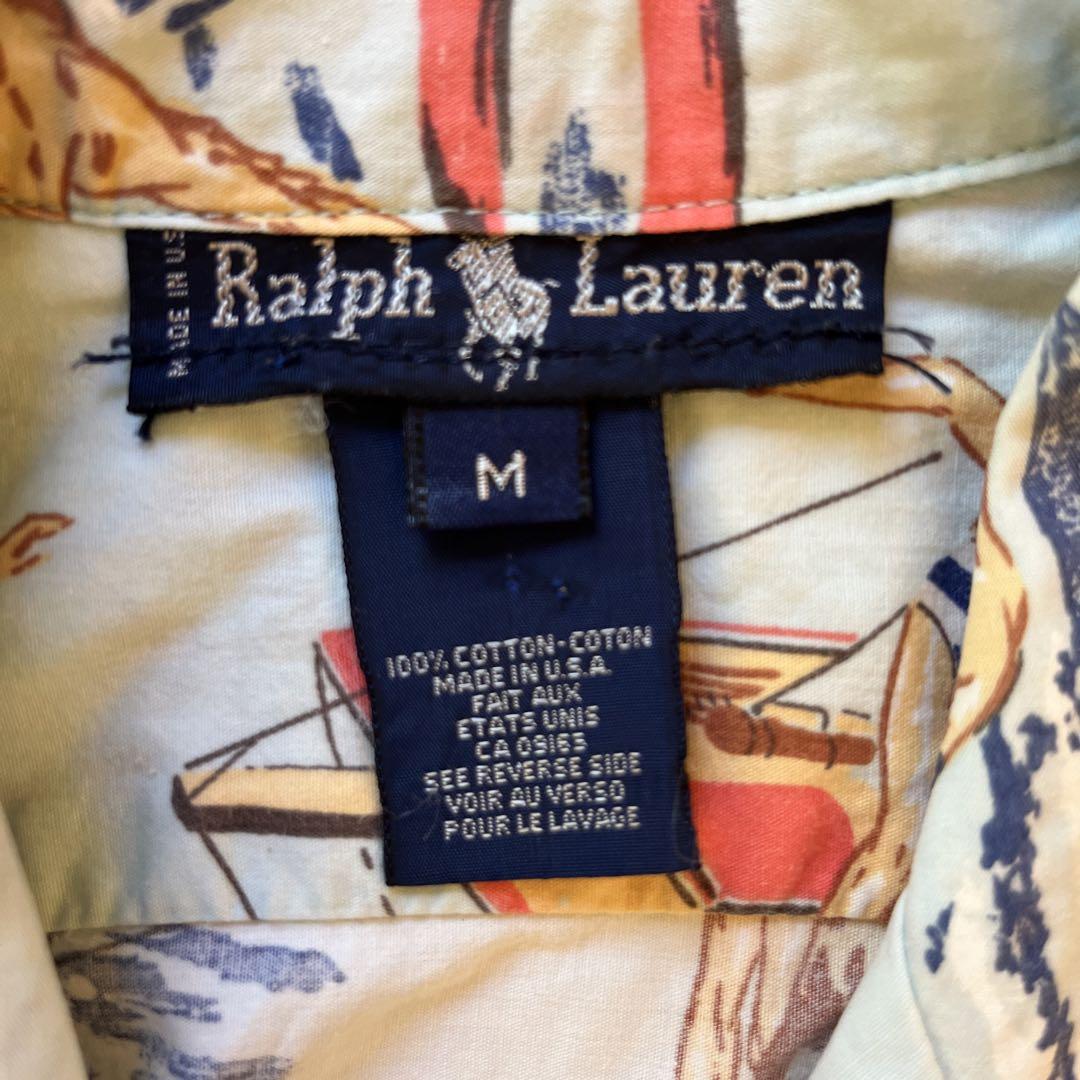 MADE IN U.S
Ralph Lauren
M
100% COTTON-COTON
MADE IN U.S.A.
FAIT AUX
ETATS UNIS
CA 09165
SEE REVERSE SIDE
VOIR AU VERSO
POUR LE LAVAGE